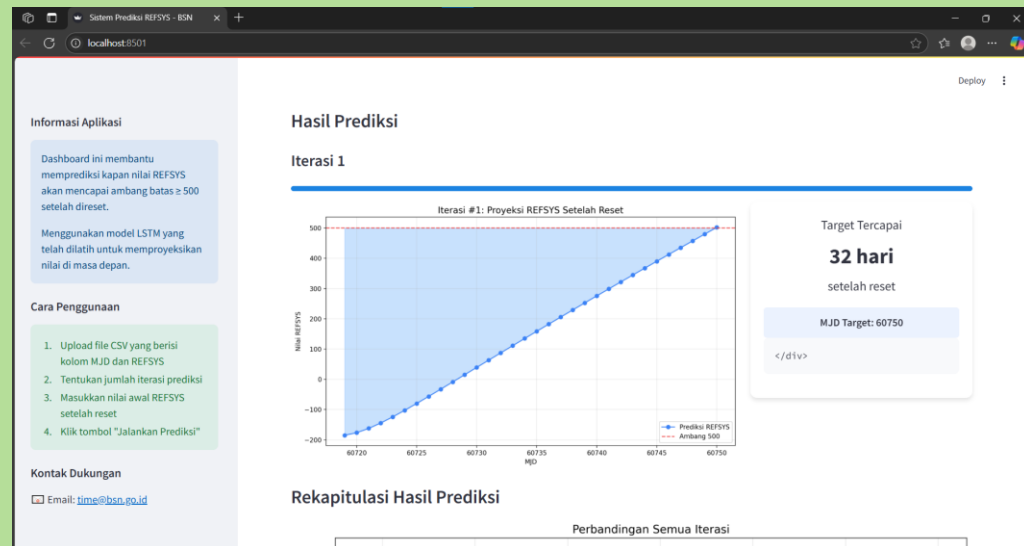 Sistem Prediksi REFSYS - BSN
localhost:8501
Deploy
Informasi Aplikasi
Dashboard ini membantu
memprediksi kapan nilai REFSYS
akan mencapai ambang batas ≥ 500
setelah direset.
Menggunakan model LSTM yang
telah dilatih untuk memproyeksikan
nilai di masa depan.
Cara Penggunaan
1. Upload file CSV yang berisi
kolom MJD dan REFSYS
2. Tentukan jumlah iterasi prediksi
3. Masukkan nilai awal REFSYS
setelah reset
4. Klik tombol "Jalankan Prediksi"
Kontak Dukungan
Email: time@bsn.go.id
Hasil Prediksi
Iterasi 1
Iterasi #1: Proyeksi REFSYS Setelah Reset
Nilai REFSYS
500
400
300
200
100
0
−100
−200
60720 60725 60730 60735 60740 60745 60750
MJD
Prediksi REFSYS
Ambang 500
Target Tercapai
32 hari
setelah reset
MJD Target: 60750
</div>
Rekapitulasi Hasil Prediksi
Perbandingan Semua Iterasi